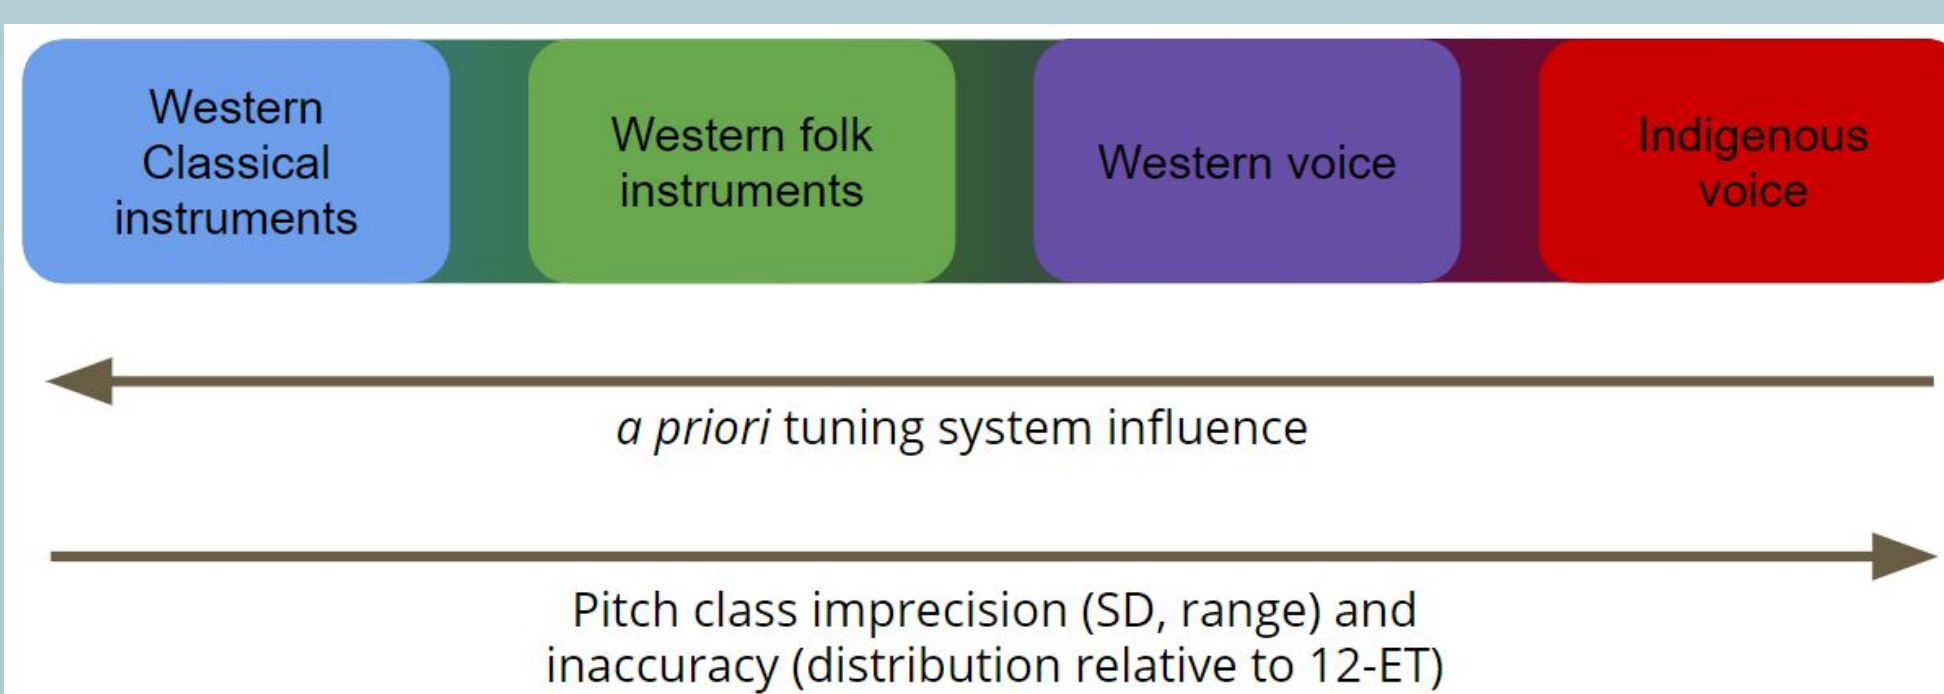 Western
Classical
instruments
Western folk
instruments
Western voice
Indigenous
voice
a priori tuning system influence
Pitch class imprecision (SD, range) and
inaccuracy (distribution relative to 12-ET)